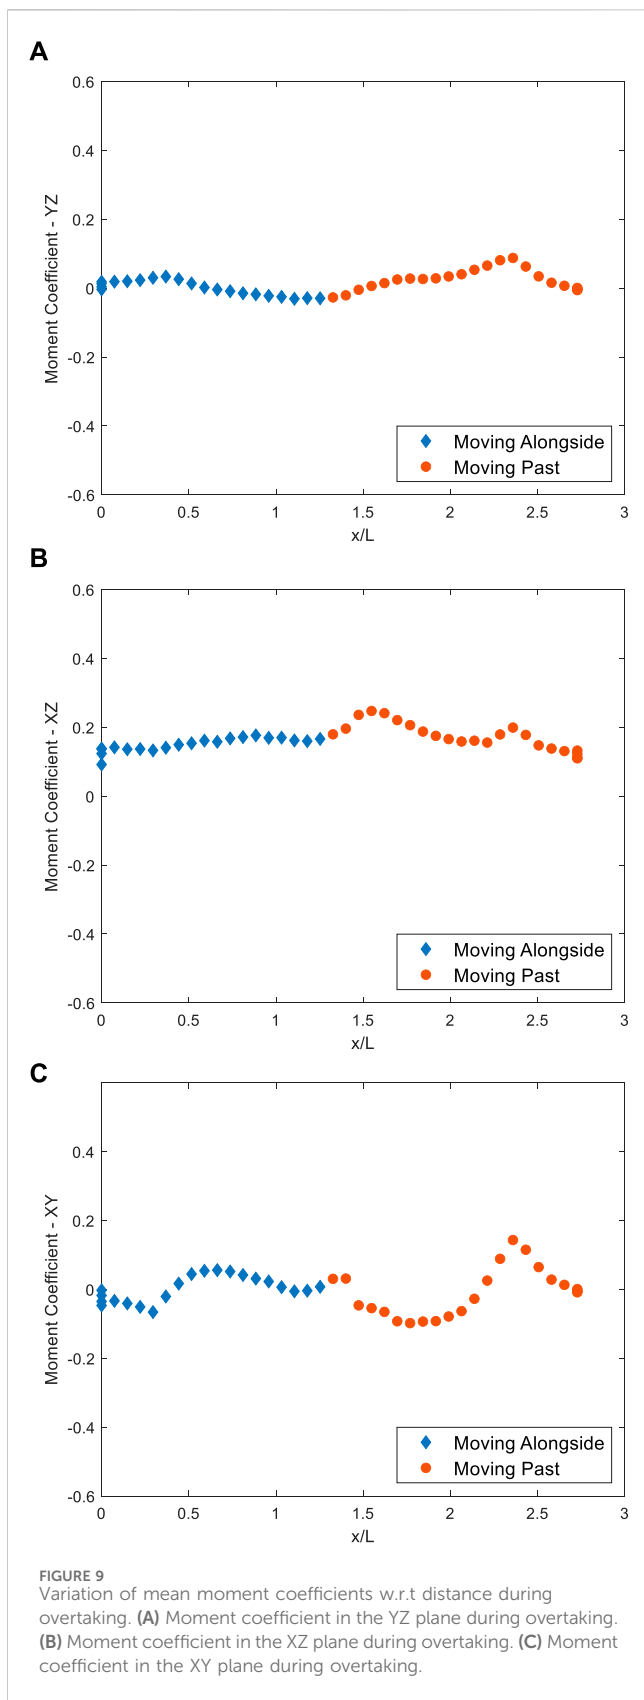 A
0.6
0.4
0.2
0
-0.2
-0.4
-0.6
Moment Coefficient - YZ
Moving Alongside
Moving Past
0 0.5 1 1.5 2 2.5 3
x/L
B
0.6
0.4
0.2
0
-0.2
-0.4
-0.6
Moment Coefficient - XZ
Moving Alongside
Moving Past
0 0.5 1 1.5 2 2.5 3
x/L
C
0.4
0.2
0
-0.2
-0.4
-0.6
Moment Coefficient - XY
Moving Alongside
Moving Past
0 0.5 1 1.5 2 2.5 3
x/L
FIGURE 9
Variation of mean moment coefficients w.r.t distance during
overtaking. (A) Moment coefficient in the YZ plane during overtaking.
(B) Moment coefficient in the XZ plane during overtaking. (C) Moment
coefficient in the XY plane during overtaking.